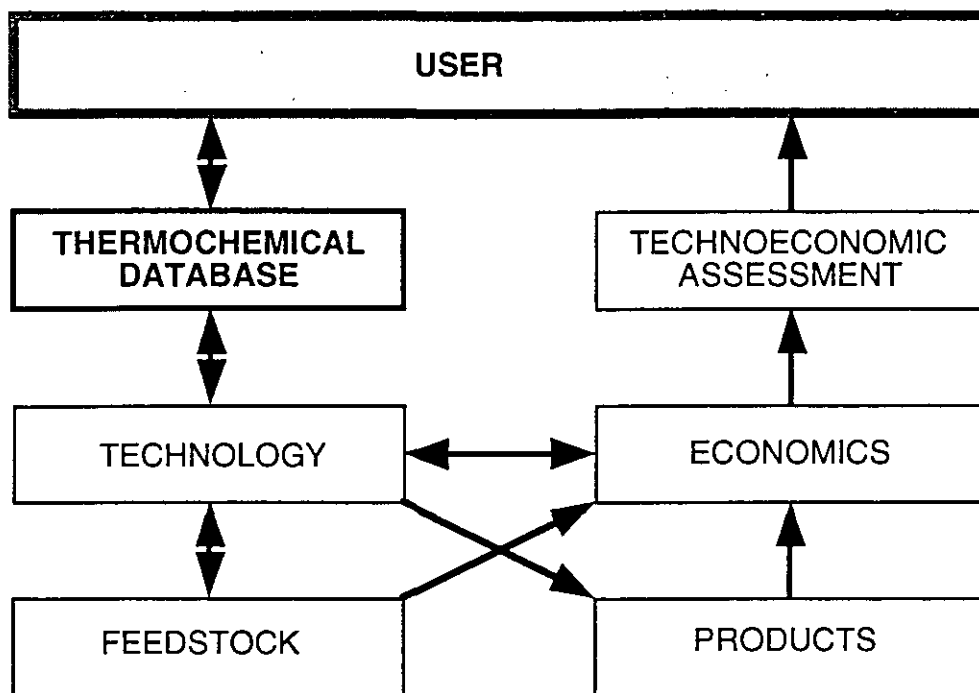 USER
THERMOCHEMICAL
DATABASE
TECHNOECONOMIC
ASSESSMENT
TECHNOLOGY
ECONOMICS
FEEDSTOCK
PRODUCTS